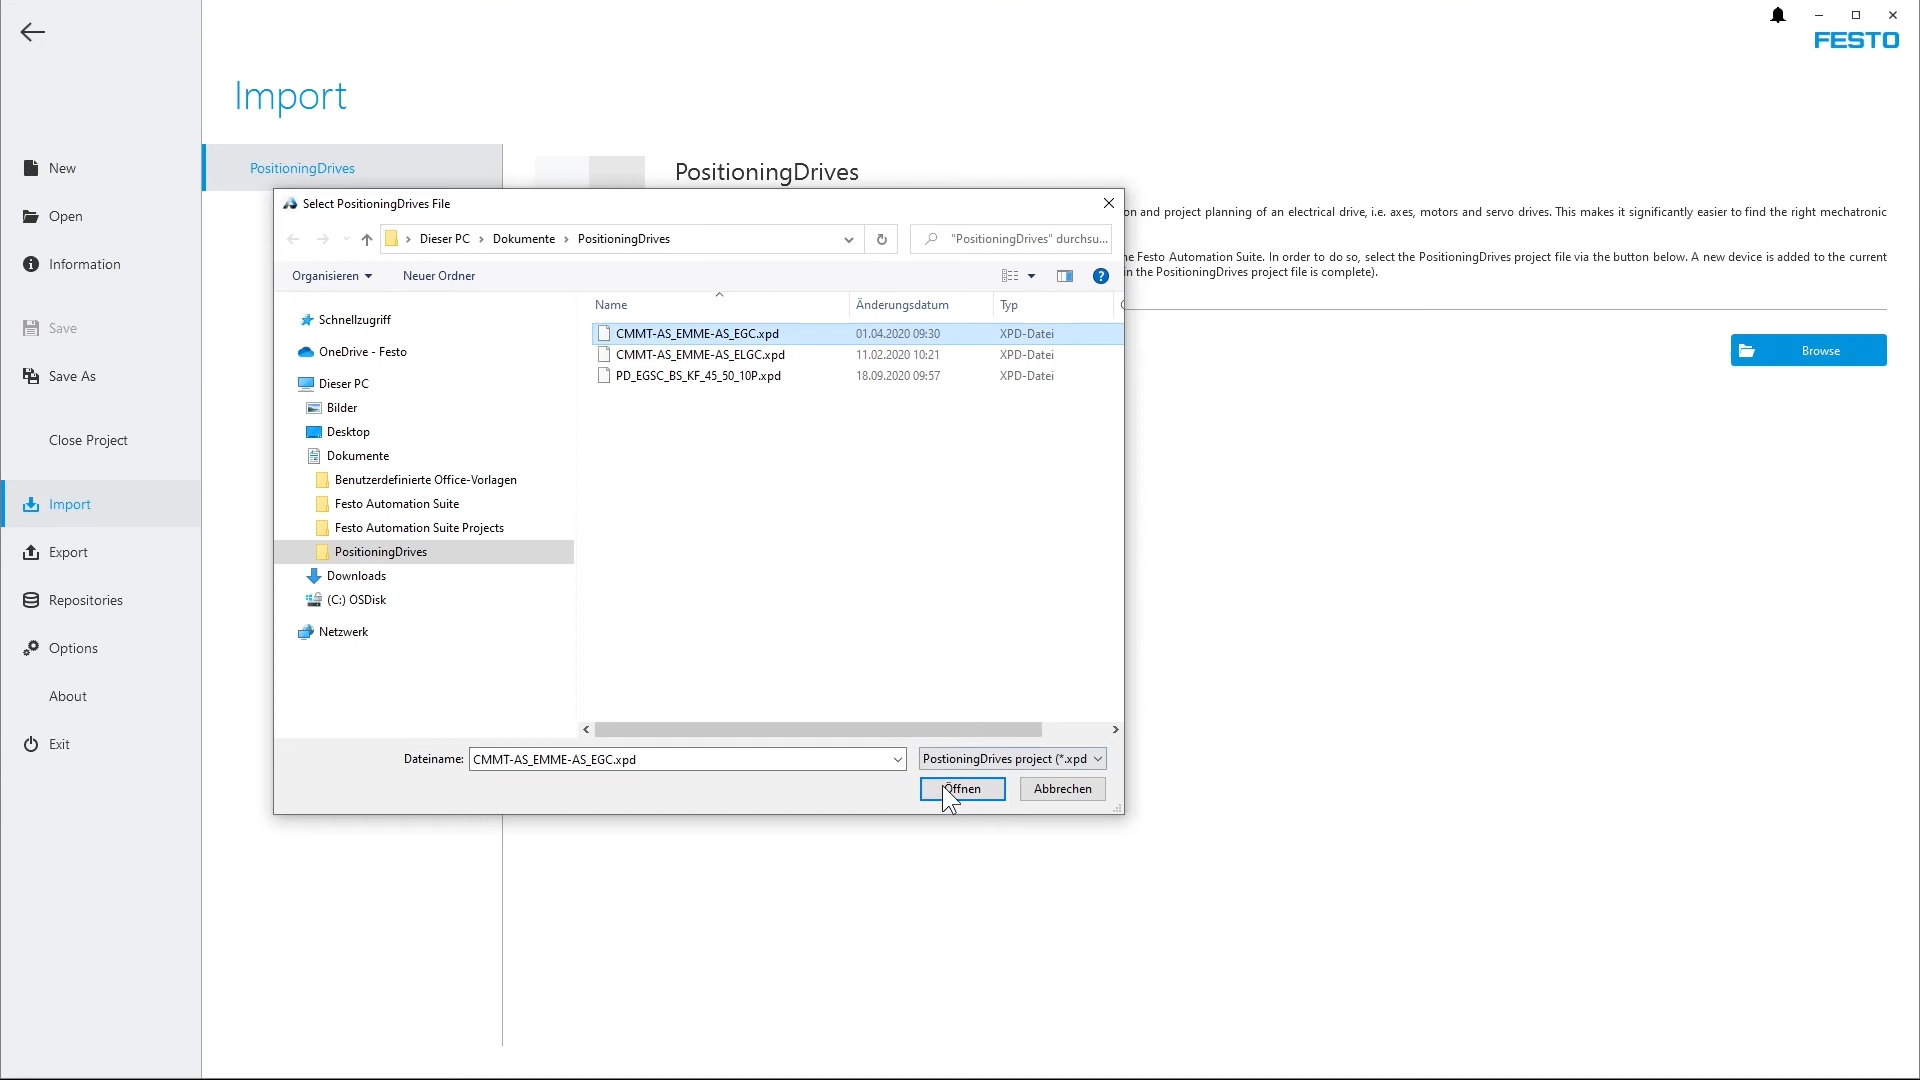 FESTO
Import
New
Open
Information
Save
Save As
Close Project
Import
Export
Repositories
Options
About
Exit
PositioningDrives
PositioningDrives
on and project planning of an electrical drive, i.e. axes, motors and servo drives. This makes it significantly easier to find the right mechatronic
he Festo Automation Suite. In order to do so, select the PositioningDrives project file via the button below. A new device is added to the current
in the PositioningDrives project file is complete).
Browse
Select PositioningDrives File
Dieser PC > Dokumente > PositioningDrives
"PositioningDrives" durchsu...
Organisieren
Neuer Ordner
Schnellzugriff
OneDrive - Festo
Dieser PC
Bilder
Desktop
Dokumente
Benutzerdefinierte Office-Vorlagen
Festo Automation Suite
Festo Automation Suite Projects
PositioningDrives
Downloads
(C:) OSDisk
Netzwerk
Name Änderungsdatum Typ
CMMT-AS_EMME-AS_EGC.xpd 01.04.2020 09:30 XPD-Datei
CMMT-AS_EMME-AS_ELGC.xpd 11.02.2020 10:21 XPD-Datei
PD_EGSC_BS_KF_45_50_10P.xpd 18.09.2020 09:57 XPD-Datei
Dateiname: CMMT-AS_EMME-AS_EGC.xpd
PostioningDrives project (*.xpd
Öffnen
Abbrechen